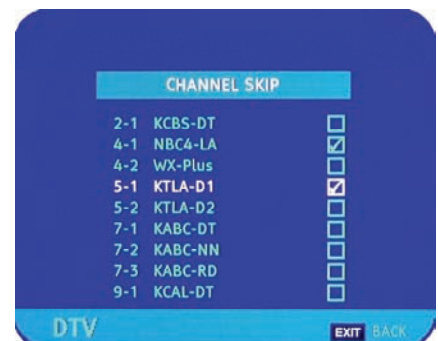 CHANNEL SKIP
2-1 KCBS-DT
4-1 NBC4-LA
4-2 WX-Plus
5-1 KTLA-D1
5-2 KTLA-D2
7-1 KABC-DT
7-2 KABC-NN
7-3 KABC-RD
9-1 KCAL-DT
DTV EXIT BACK